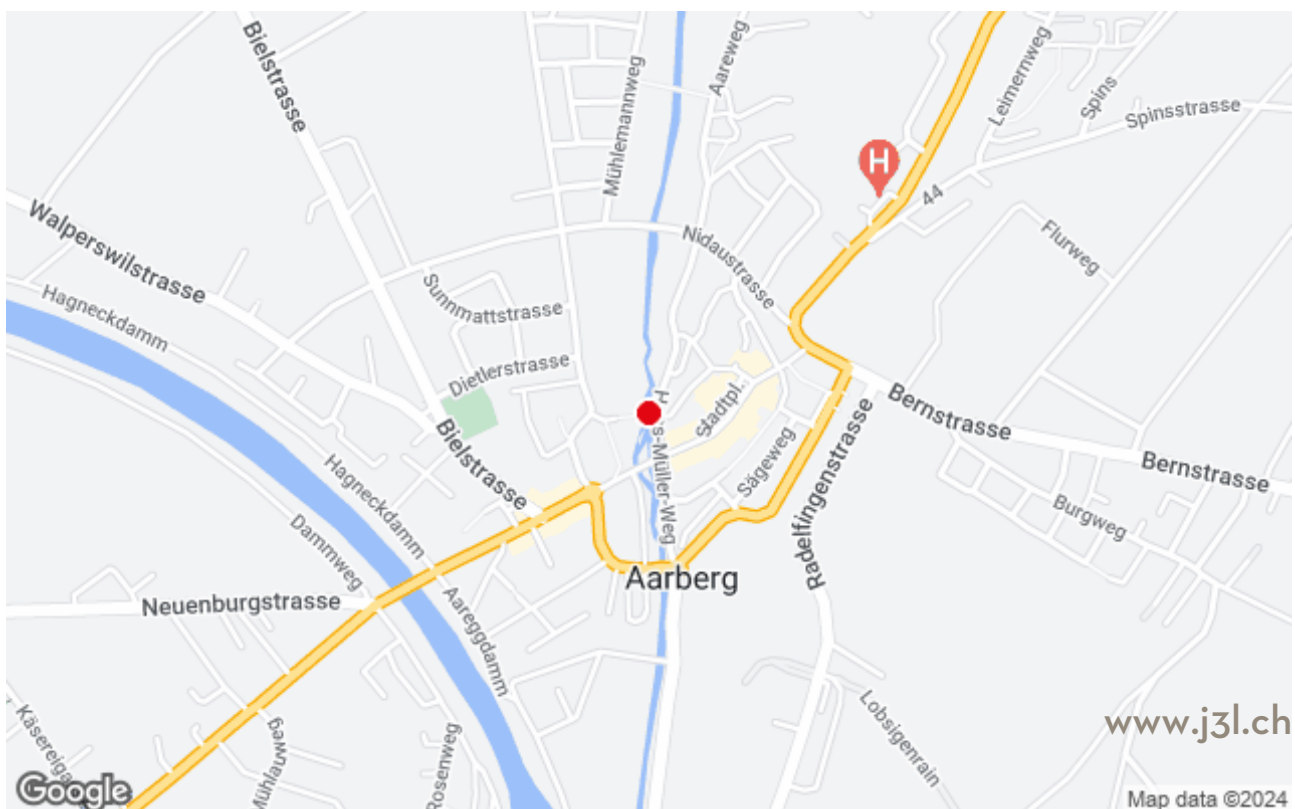 Bielstrasse
Mühlemannweg
Aareweg
Leimernweg
Spins
Spinsstrasse
H
44
Walperswilstrasse
Nidaustrasse
Flurweg
Hagneckdamm
Sunnmattstrasse
Dietlerstrasse
Stadtpl.
Bernstrasse
Bielstrasse
Sägeweg
Bernstrasse
Hagneckdamm
Radelfingenstrasse
Burgweg
Dammweg
Aarberg
Neuenburgstrasse
Aareggdamm
Lobsigenrain
www.j3l.ch
Mühlauweg
Rosenweg
Google
Map data ©2024